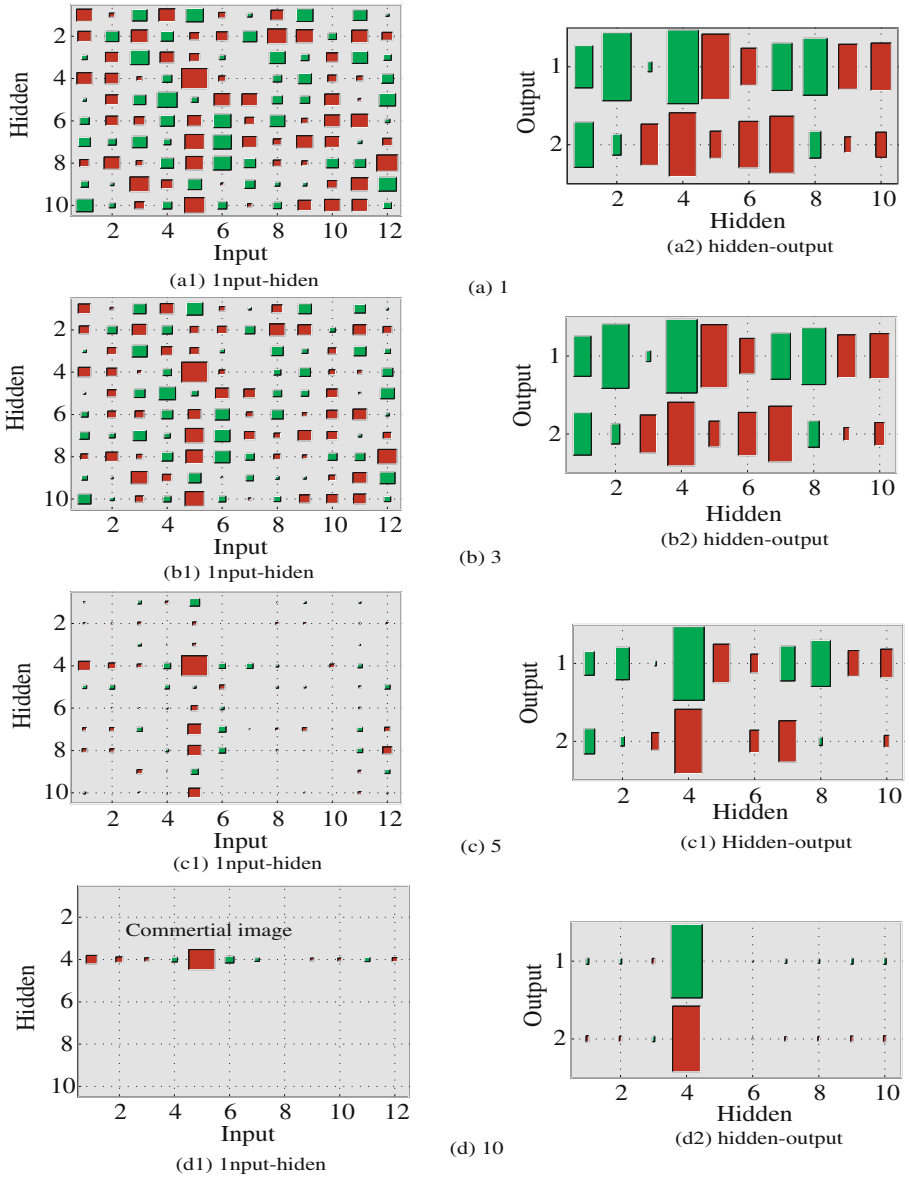 2
4
6
8
10
Hidden
2 4 6 8 10 12
Input
(a1) 1nput-hiden
1
2
Output
2 4 6 8 10
Hidden
(a2) hidden-output
(a) 1
2
4
6
8
10
Hidden
2 4 6 8 10 12
Input
(b1) 1nput-hiden
1
2
Output
2 4 6 8 10
Hidden
(b2) hidden-output
(b) 3
2
4
6
8
10
Hidden
2 4 6 8 10 12
Input
(c1) 1nput-hiden
1
2
Output
2 4 6 8 10
Hidden
(c1) Hidden-output
(c) 5
Commertial image
2
4
6
8
10
Hidden
2 4 6 8 10 12
Input
(d1) 1nput-hiden
1
2
Output
2 4 6 8 10
Hidden
(d2) hidden-output
(d) 10